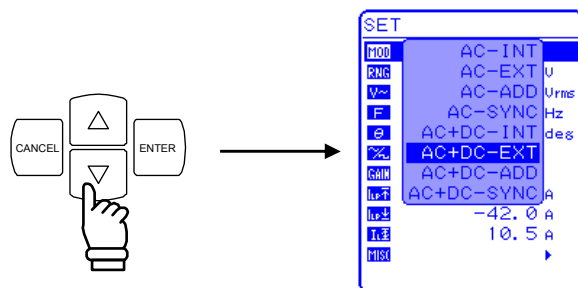 CANCEL
ENTER
SET
MOD AC-INT
RNG AC-EXT V
V~ AC-ADD Vrms
F AC-SYNC Hz
θ AC+DC-INT deg
AC+DC-EXT
GAIN AC+DC-ADD
AC+DC-SYNC A
-42.0 A
10.5 A
MISC